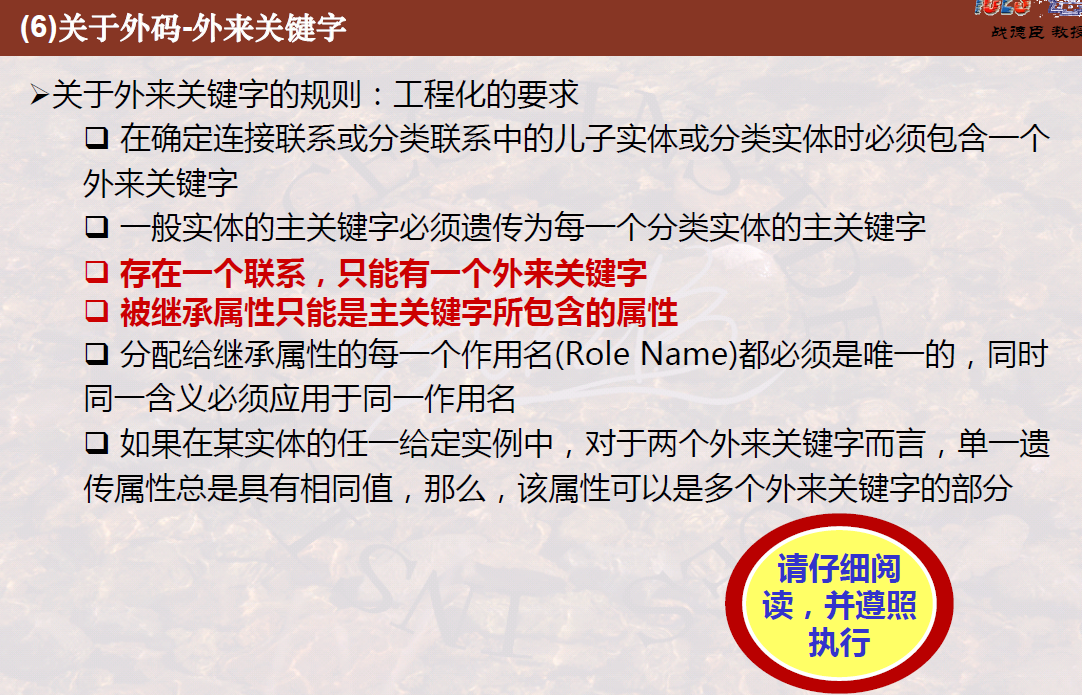 (6)关于外码-外来关键字
战德臣 教授
➢关于外来关键字的规则：工程化的要求
❑ 在确定连接联系或分类联系中的儿子实体或分类实体时必须包含一个
外来关键字
❑ 一般实体的主关键字必须遗传为每一个分类实体的主关键字
❑ 存在一个联系，只能有一个外来关键字
❑ 被继承属性只能是主关键字所包含的属性
❑ 分配给继承属性的每一个作用名(Role Name)都必须是唯一的，同时
同一含义必须应用于同一作用名
❑ 如果在某实体的任一给定实例中，对于两个外来关键字而言，单一遗
传属性总是具有相同值，那么，该属性可以是多个外来关键字的部分
请仔细阅
读，并遵照
执行